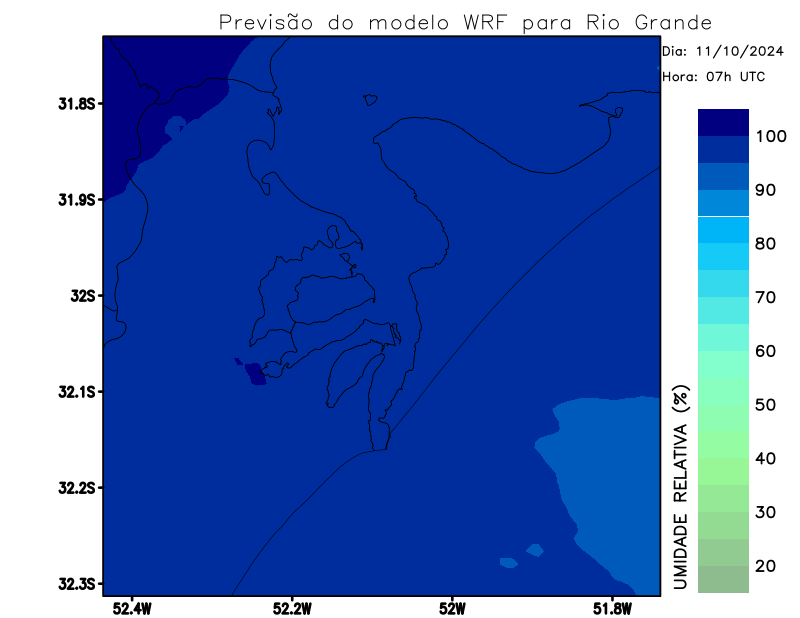 Previsão do modelo WRF para Rio Grande
Dia: 11/10/2024
Hora: 07h UTC
31.8S
31.9S
32S
32.1S
32.2S
32.3S
52.4W
52.2W
52W
51.8W
100
90
80
70
60
50
40
30
20
UMIDADE RELATIVA (%)